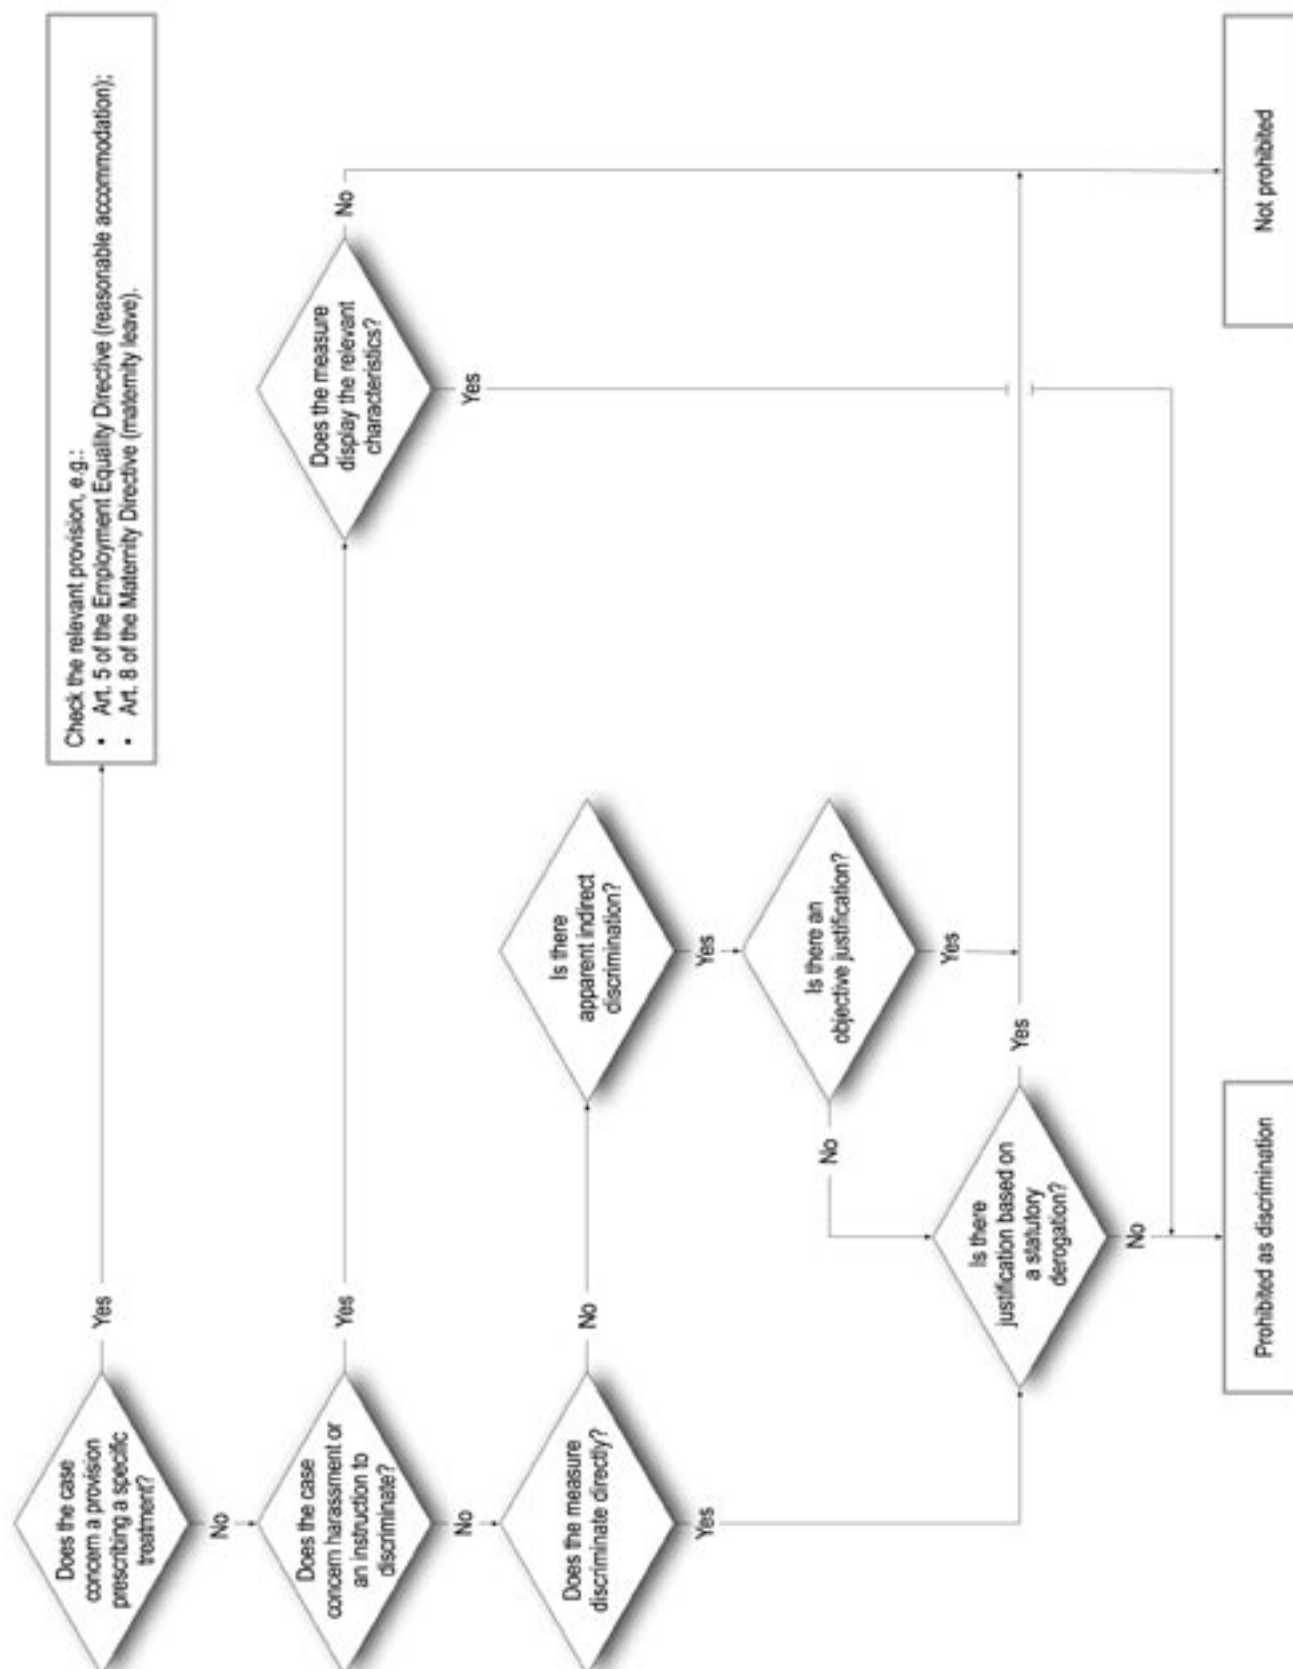 Does the case
concern a provision
prescribing a specific
treatment?
Yes
Check the relevant provision, e.g.:
• Art. 5 of the Employment Equality Directive (reasonable accommodation);
• Art. 8 of the Maternity Directive (maternity leave).
No
Does the case
concern harassment or
an instruction to
discriminate?
Yes
Does the measure
display the relevant
characteristics?
No
Yes
No
Does the measure
discriminate directly?
No
Is there
apparent indirect
discrimination?
Yes
Is there an
objective justification?
Yes
No
Yes
Is there
justification based on
a statutory
derogation?
Yes
No
Prohibited as discrimination
Not prohibited